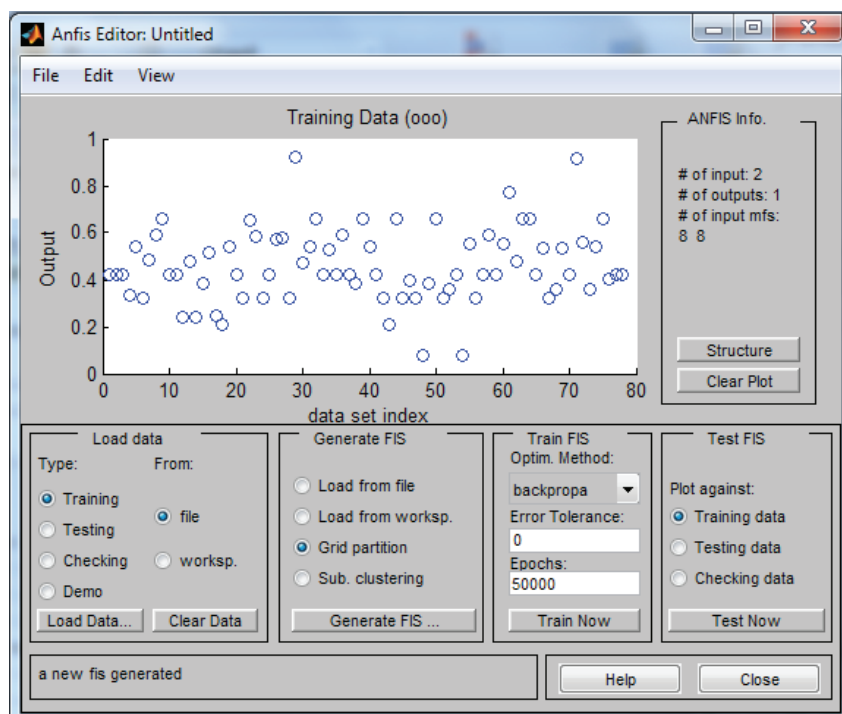 Anfis Editor: Untitled
File Edit View
Training Data (ooo)
1
0.8
0.6
0.4
0.2
0
Output
0 10 20 30 40 50 60 70 80
data set index
ANFIS Info.
# of input: 2
# of outputs: 1
# of input mfs:
8 8
Structure
Clear Plot
Load data
Type: From:
Training
Testing
Checking
Demo
file
worksp.
Load Data... Clear Data
Generate FIS
Load from file
Load from worksp.
Grid partition
Sub. clustering
Generate FIS ...
Train FIS
Optim. Method:
backpropa
Error Tolerance:
0
Epochs:
50000
Train Now
Test FIS
Plot against:
Training data
Testing data
Checking data
Test Now
a new fis generated
Help Close